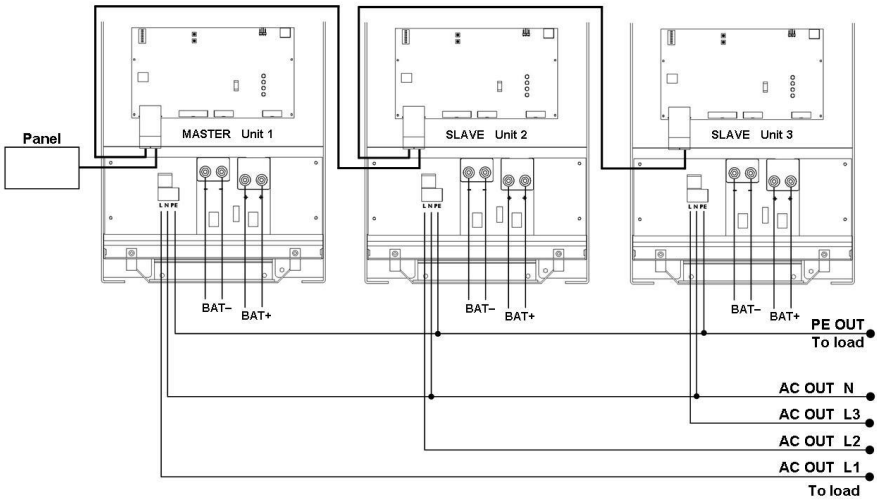 Panel
MASTER Unit 1
SLAVE Unit 2
SLAVE Unit 3
L N PE
L N PE
L N PE
BAT–
BAT+
BAT–
BAT+
BAT–
BAT+
PE OUT
To load
AC OUT N
AC OUT L3
AC OUT L2
AC OUT L1
To load